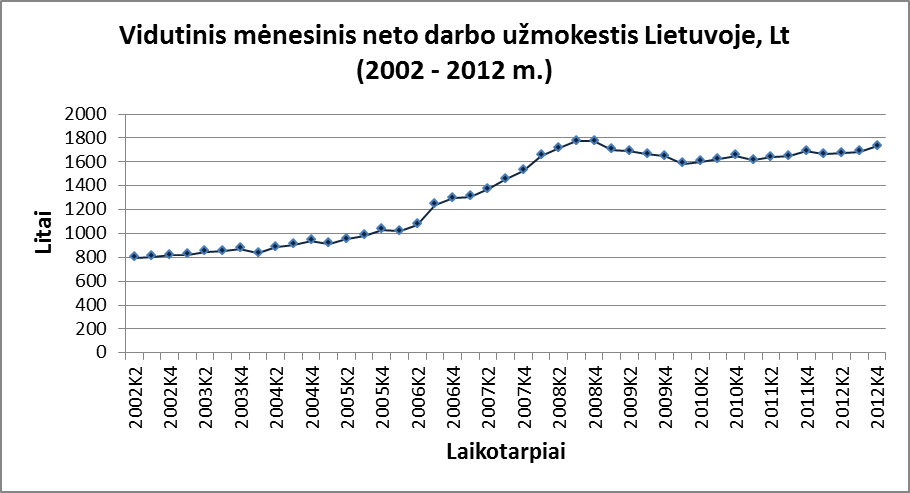 Vidutinis mėnesinis neto darbo užmokestis Lietuvoje, Lt
(2002 - 2012 m.)
2000
1800
1600
1400
1200
1000
800
600
400
200
0
Litai
2002K2
2002K4
2003K2
2003K4
2004K2
2004K4
2005K2
2005K4
2006K2
2006K4
2007K2
2007K4
2008K2
2008K4
2009K2
2009K4
2010K2
2010K4
2011K2
2011K4
2012K2
2012K4
Laikotarpiai